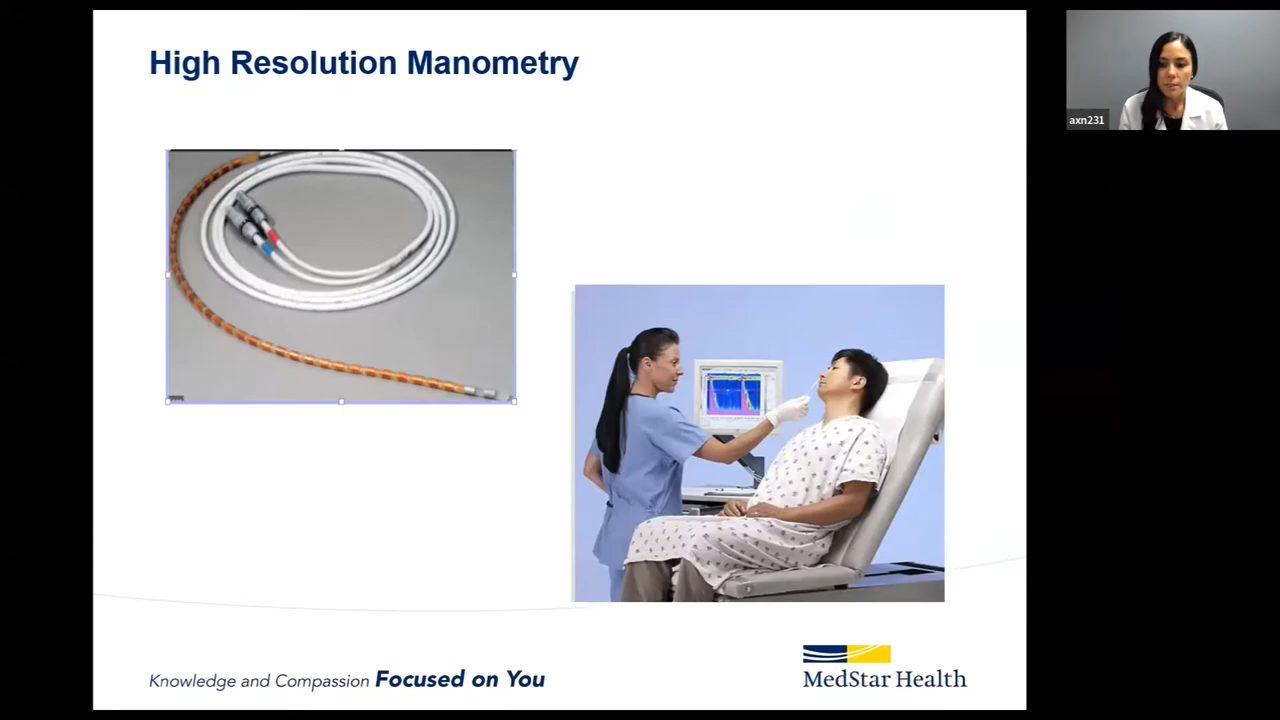 High Resolution Manometry
axn231
Knowledge and Compassion Focused on You
MedStar Health